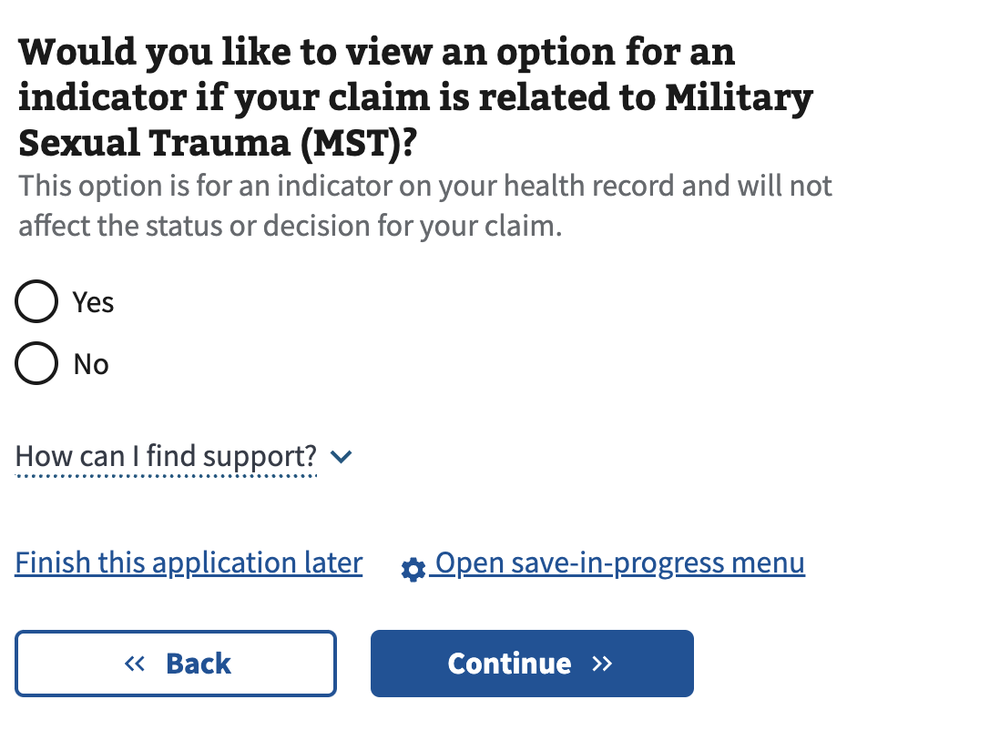 Would you like to view an option for an
indicator if your claim is related to Military
Sexual Trauma (MST)?
This option is for an indicator on your health record and will not
affect the status or decision for your claim.
Yes
No
How can I find support?
Finish this application later Open save-in-progress menu
Back Continue